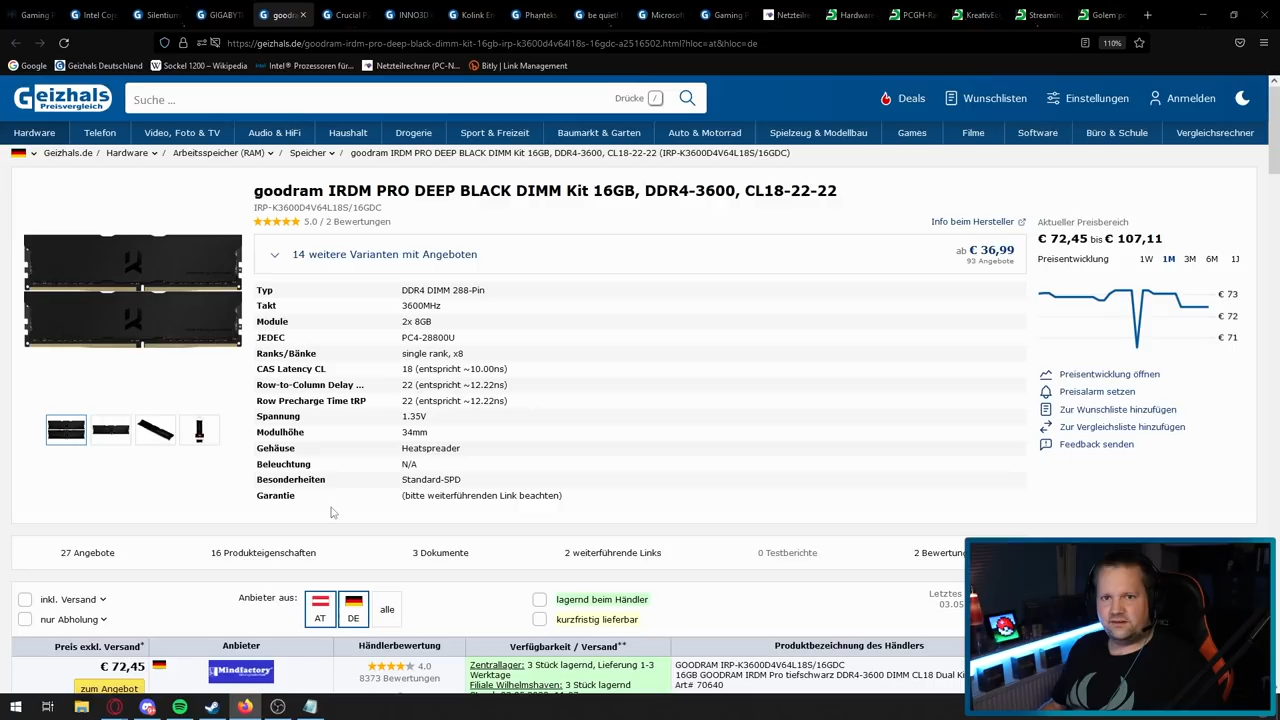 Gaming P
Intel Cor
Silentium
GIGABYTE
goodra
Crucial P
INNO3D
Kolink En
Phanteks
be quiet!
Microsoft
Gaming P
Netzteile
Hardware
PCGH-Ra
KreativEc
Streamin
Golem pc
https://geizhals.de/goodram-irdm-pro-deep-black-dimm-kit-16gb-irp-k3600d4v64l18s-16gdc-a2516502.html?hloc=at&hloc=de
110%
Google
Geizhals Deutschland
Sockel 1200 – Wikipedia
Intel® Prozessoren für...
Netzteilrechner (PC-N...
Bitly | Link Management
Geizhals
Preisvergleich
Suche ...
Drücke /
Deals
Wunschlisten
Einstellungen
Anmelden
Hardware
Telefon
Video, Foto & TV
Audio & HiFi
Haushalt
Drogerie
Sport & Freizeit
Baumarkt & Garten
Auto & Motorrad
Spielzeug & Modellbau
Games
Filme
Software
Büro & Schule
Vergleichsrechner
Geizhals.de / Hardware / Arbeitsspeicher (RAM) / Speicher / goodram IRDM PRO DEEP BLACK DIMM Kit 16GB, DDR4-3600, CL18-22-22 (IRP-K3600D4V64L18S/16GDC)
goodram IRDM PRO DEEP BLACK DIMM Kit 16GB, DDR4-3600, CL18-22-22
IRP-K3600D4V64L18S/16GDC
5.0 / 2 Bewertungen
Info beim Hersteller
14 weitere Varianten mit Angeboten
ab € 36,99
93 Angebote
Typ DDR4 DIMM 288-Pin
Takt 3600MHz
Module 2x 8GB
JEDEC PC4-28800U
Ranks/Bänke single rank, x8
CAS Latency CL 18 (entspricht ~10.00ns)
Row-to-Column Delay ... 22 (entspricht ~12.22ns)
Row Precharge Time tRP 22 (entspricht ~12.22ns)
Spannung 1.35V
Modulhöhe 34mm
Gehäuse Heatspreader
Beleuchtung N/A
Besonderheiten Standard-SPD
Garantie (bitte weiterführenden Link beachten)
Aktueller Preisbereich
€ 72,45 bis € 107,11
Preisentwicklung 1W 1M 3M 6M 1J
€ 73
€ 72
€ 71
Preisentwicklung öffnen
Preisalarm setzen
Zur Wunschliste hinzufügen
Zur Vergleichsliste hinzufügen
Feedback senden
27 Angebote
16 Produkteigenschaften
3 Dokumente
2 weiterführende Links
0 Testberichte
2 Bewertun
inkl. Versand
nur Abholung
Anbieter aus:
AT
DE
alle
lagernd beim Händler
kurzfristig lieferbar
Letztes
03.05
Preis exkl. Versand*
Anbieter
Händlerbewertung
Verfügbarkeit / Versand**
Produktbezeichnung des Händlers
€ 72,45
zum Angebot
Mindfactory
4.0
8373 Bewertungen
Zentrallager: 3 Stück lagernd, Lieferung 1-3
Werktage
Filiale Wilhelmshaven: 3 Stück lagernd
GOODRAM IRP-K3600D4V64L18S/16GDC
16GB GOODRAM IRDM Pro tiefschwarz DDR4-3600 DIMM CL18 Dual Ki
Art# 70640